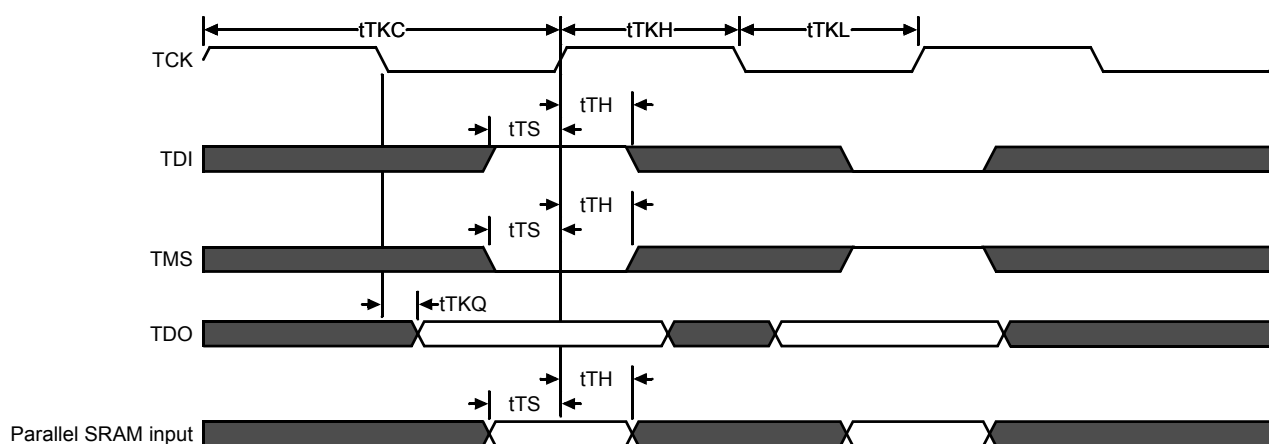 tTKC tTKH tTKL
TCK
tTH
tTS
TDI
tTH
tTS
TMS
tTKQ
TDO
tTH
tTS
Parallel SRAM input